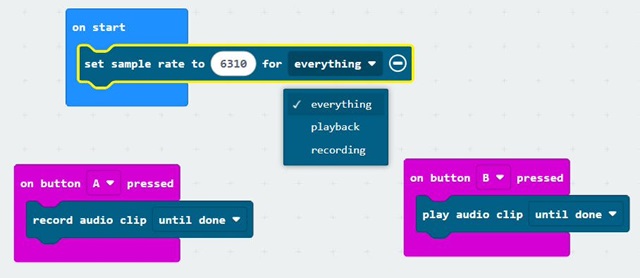 on start
set sample rate to 6310 for everything
everything
playback
recording
on button A pressed
record audio clip until done
on button B pressed
play audio clip until done